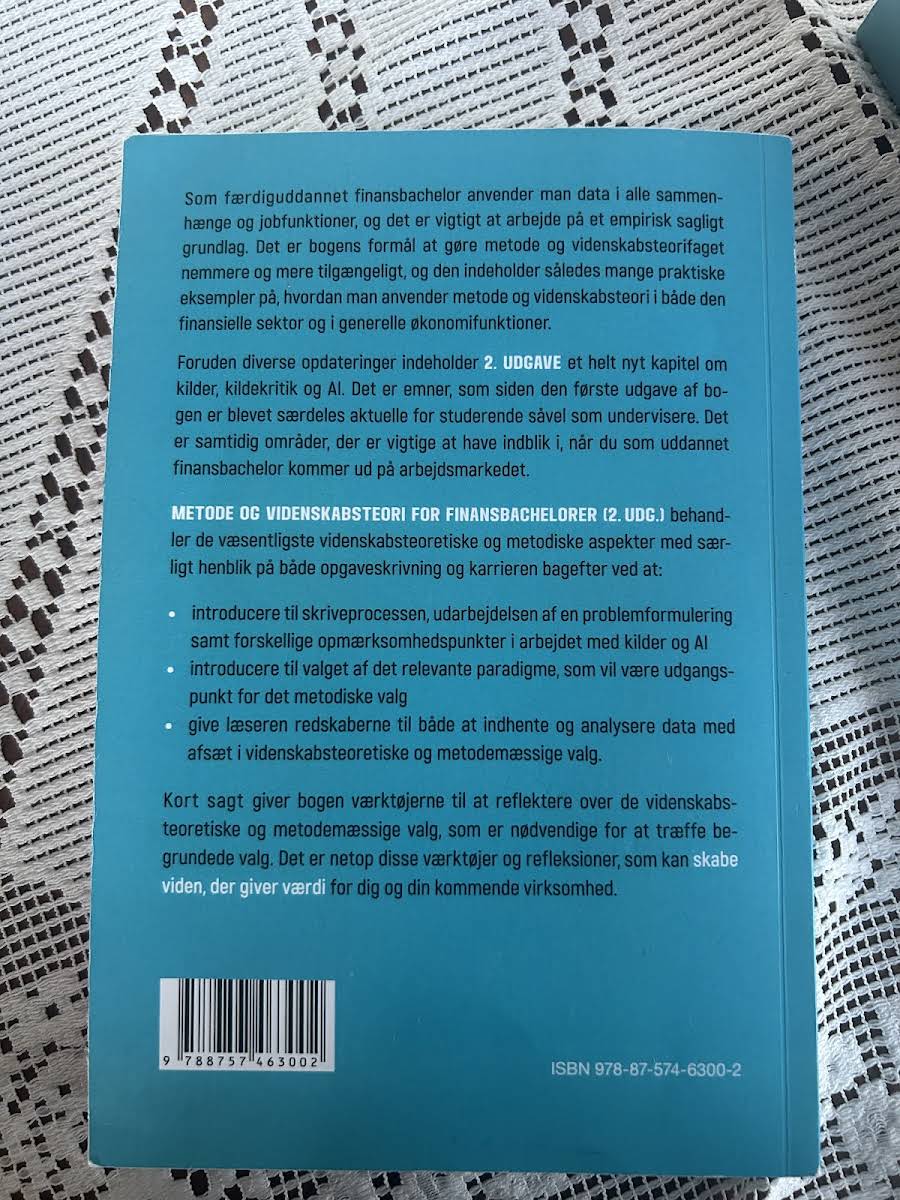 Som færdiguddannet finansbachelor anvender man data i alle sammen-
hænge og jobfunktioner, og det er vigtigt at arbejde på et empirisk sagligt
grundlag. Det er bogens formål at gøre metode og videnskabsteorifaget
nemmere og mere tilgængeligt, og den indeholder således mange praktiske
eksempler på, hvordan man anvender metode og videnskabsteori i både den
finansielle sektor og i generelle økonomifunktioner.
Foruden diverse opdateringer indeholder 2. UDGAVE et helt nyt kapitel om
kilder, kildekritik og AI. Det er emner, som siden den første udgave af bo-
gen er blevet særdeles aktuelle for studerende såvel som undervisere. Det
er samtidig områder, der er vigtige at have indblik i, når du som uddannet
finansbachelor kommer ud på arbejdsmarkedet.
METODE OG VIDENSKABSTEORI FOR FINANSBACHELORER (2. UDG.) behand-
ler de væsentligste videnskabsteoretiske og metodiske aspekter med sær-
ligt henblik på både opgaveskrivning og karrieren bagefter ved at:
• introducere til skriveprocessen, udarbejdelsen af en problemformulering
samt forskellige opmærksomhedspunkter i arbejdet med kilder og AI
• introducere til valget af det relevante paradigme, som vil være udgangs-
punkt for det metodiske valg
• give læseren redskaberne til både at indhente og analysere data med
afsæt i videnskabsteoretiske og metodemæssige valg.
Kort sagt giver bogen værktøjerne til at reflektere over de videnskabs-
teoretiske og metodemæssige valg, som er nødvendige for at træffe be-
grundede valg. Det er netop disse værktøjer og refleksioner, som kan skabe
viden, der giver værdi for dig og din kommende virksomhed.
9 788757 463002
ISBN 978-87-574-6300-2